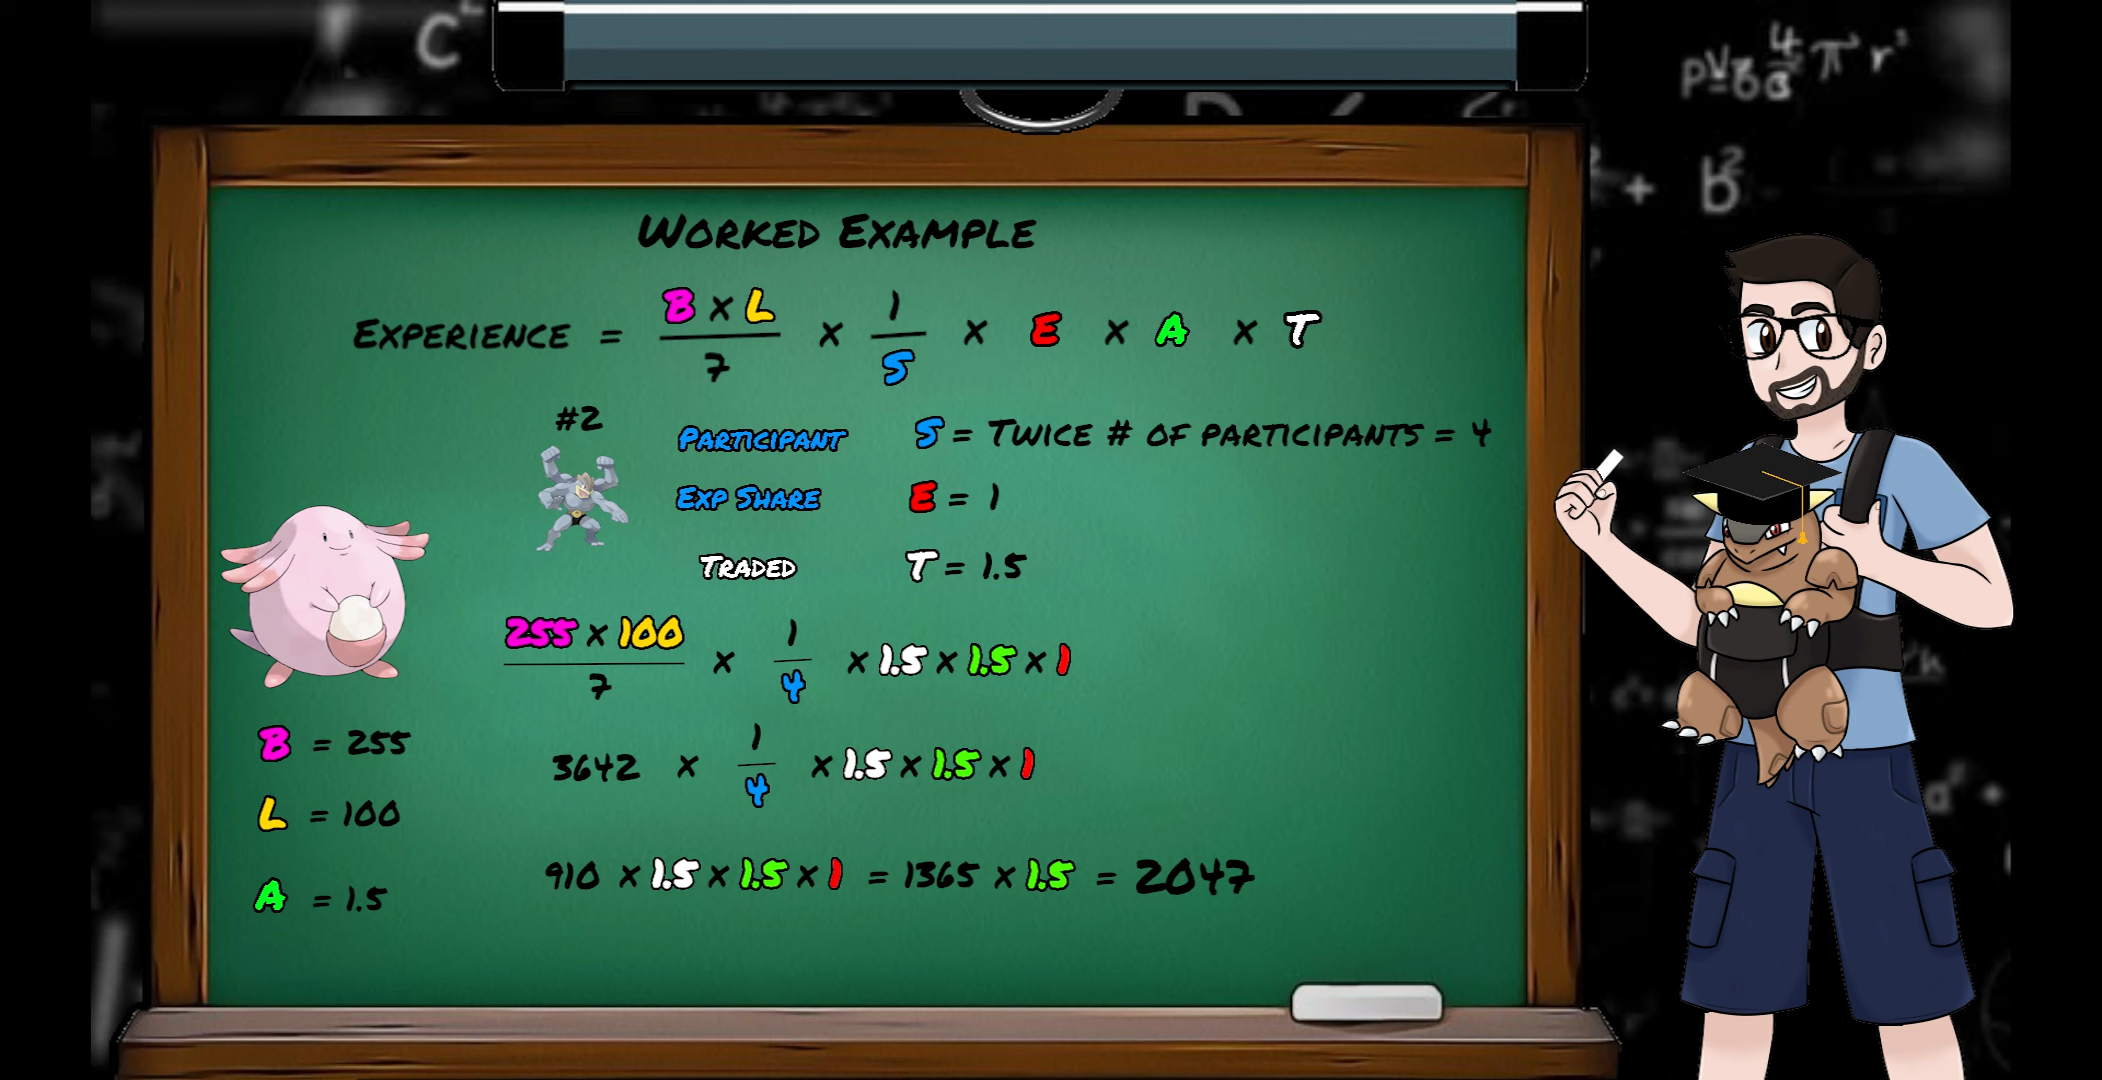 WORKED EXAMPLE
EXPERIENCE = B × L / 7 × 1 / S × E × A × T
#2
PARTICIPANT S = TWICE # OF PARTICIPANTS = 4
EXP SHARE E = 1
TRADED T = 1.5
255 × 100 / 7 × 1 / 4 × 1.5 × 1.5 × 1
B = 255
3642 × 1 / 4 × 1.5 × 1.5 × 1
L = 100
910 × 1.5 × 1.5 × 1 = 1365 × 1.5 = 2047
A = 1.5
C
4
π r
+ b²